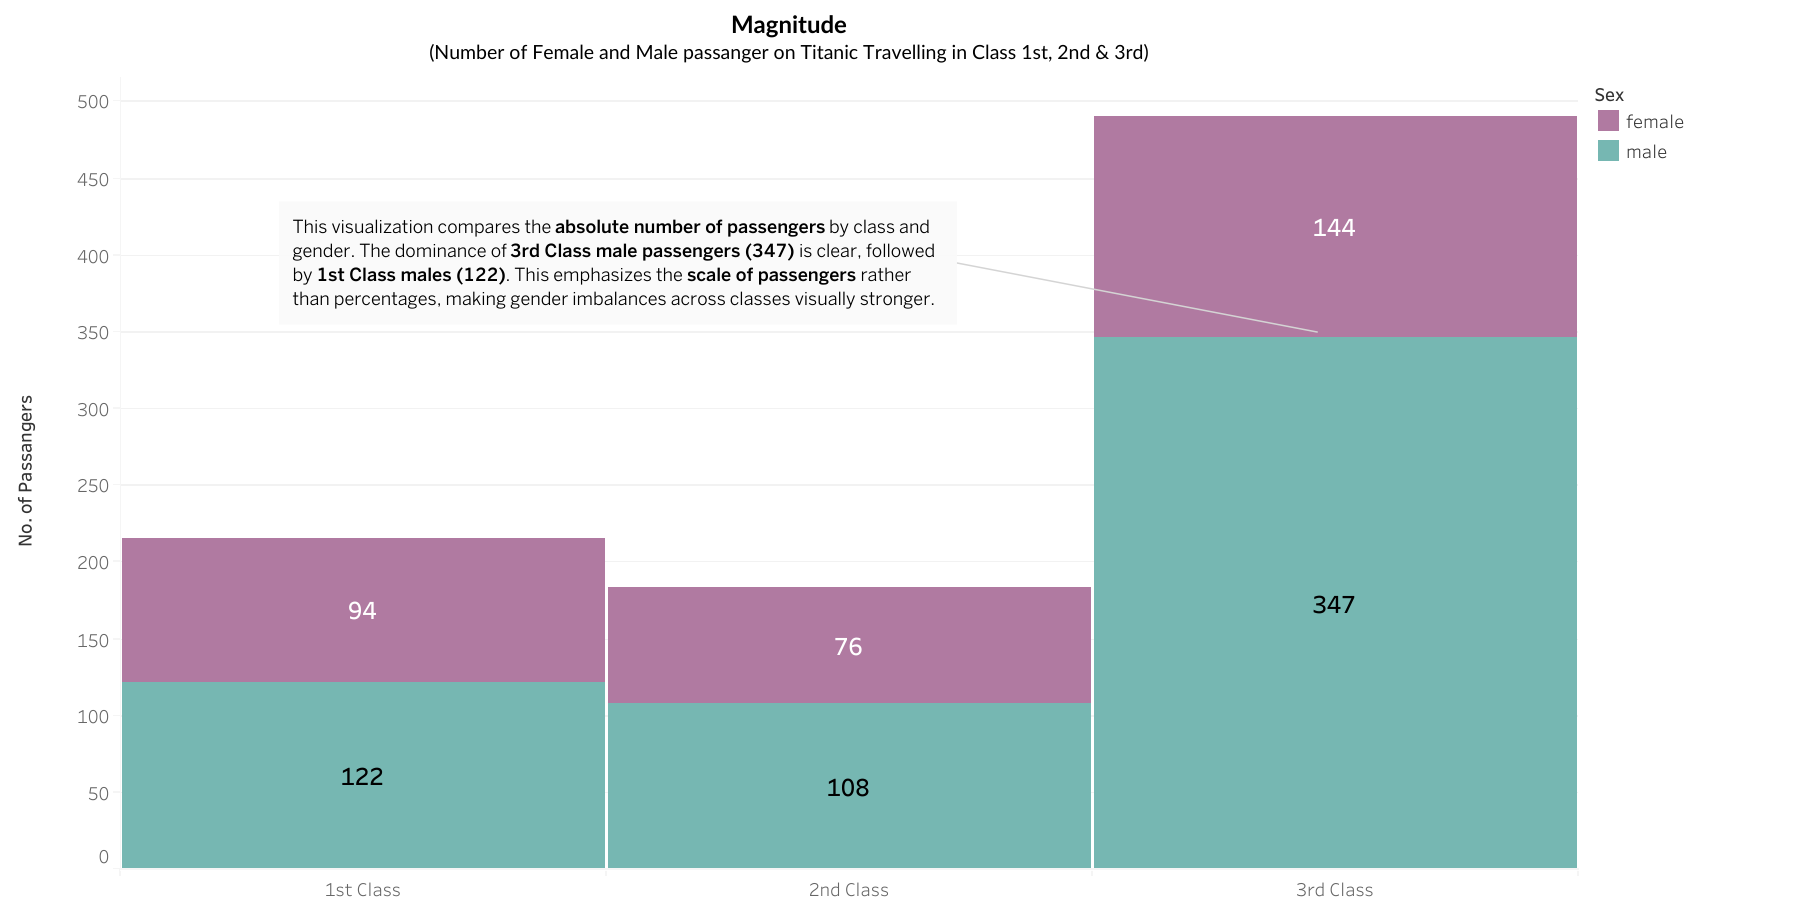 Magnitude
(Number of Female and Male passanger on Titanic Travelling in Class 1st, 2nd & 3rd)
Sex
female
male
No. of Passangers
500
450
400
350
300
250
200
150
100
50
0
This visualization compares the absolute number of passengers by class and
gender. The dominance of 3rd Class male passengers (347) is clear, followed
by 1st Class males (122). This emphasizes the scale of passengers rather
than percentages, making gender imbalances across classes visually stronger.
94
122
76
108
144
347
1st Class
2nd Class
3rd Class